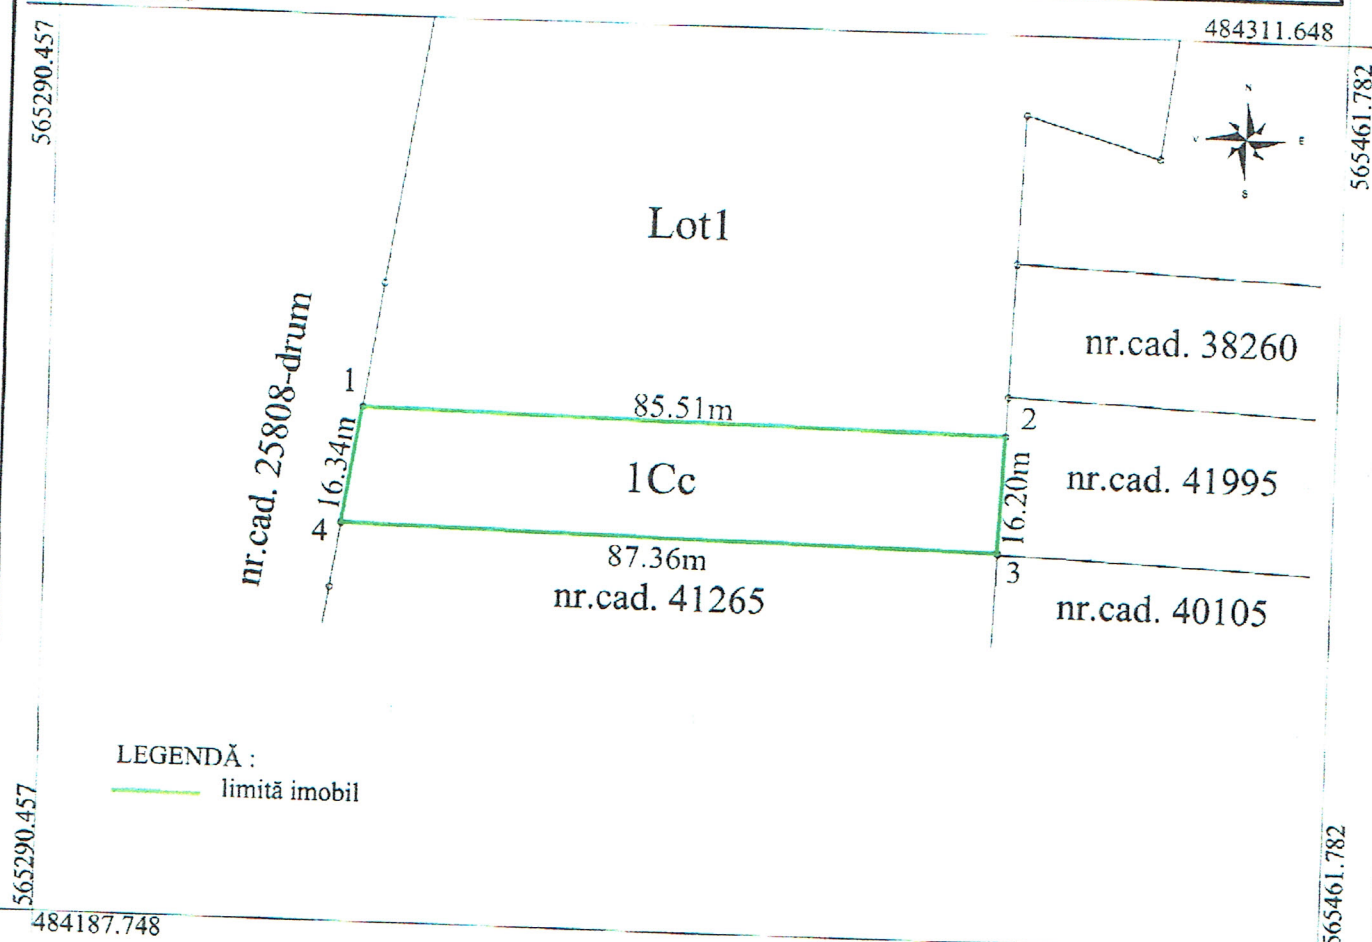 484311.648
565290.457
565461.782
N
V
E
S
Lot1
nr.cad. 25808-drum
nr.cad. 38260
1
85.51m
2
16.34m
1Cc
16.20m
nr.cad. 41995
4
87.36m
3
nr.cad. 41265
nr.cad. 40105
LEGENDĂ :
limită imobil
565290.457
565461.782
484187.748